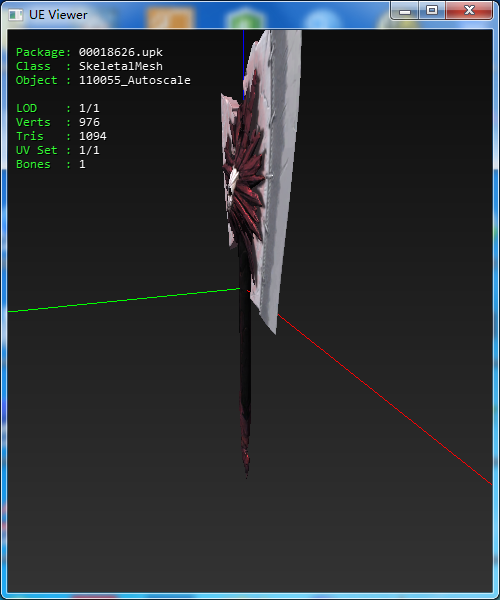 UE Viewer
Package: 00018626.upk
Class : SkeletalMesh
Object : 110055_Autoscale
LOD : 1/1
Verts : 976
Tris : 1094
UV Set : 1/1
Bones : 1